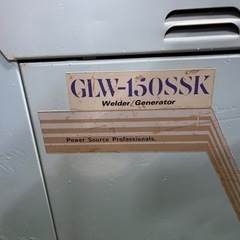 GLW-150SSK
Welder/Generator
Power Source Professionals.